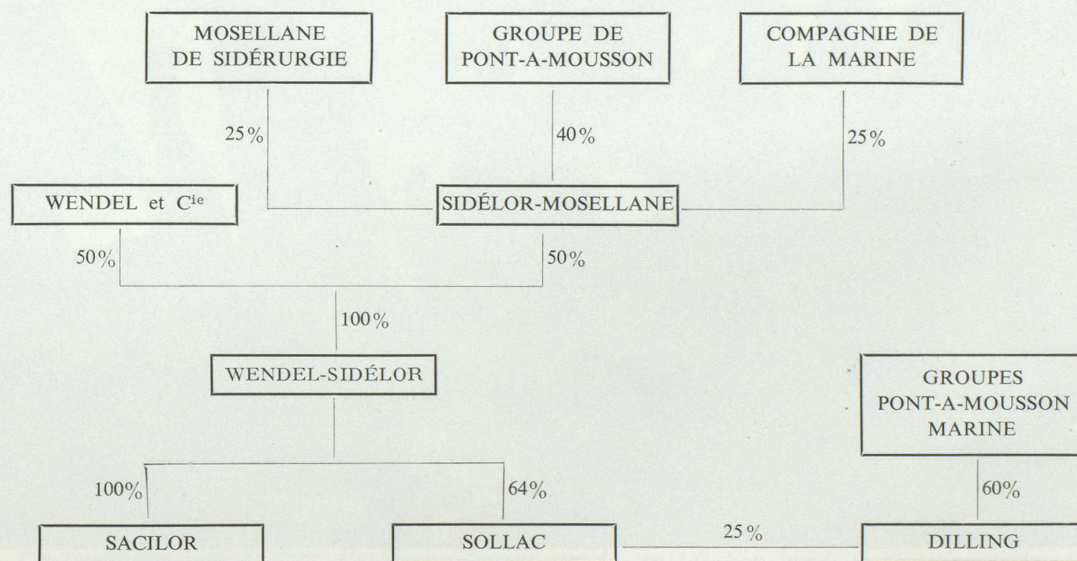 MOSELLANE
DE SIDÉRURGIE
GROUPE DE
PONT-A-MOUSSON
COMPAGNIE DE
LA MARINE
25%
40%
25%
WENDEL et Cie
SIDÉLOR-MOSELLANE
50%
50%
100%
WENDEL-SIDÉLOR
GROUPES
PONT-A-MOUSSON
MARINE
100%
64%
60%
SACILOR
SOLLAC
25%
DILLING